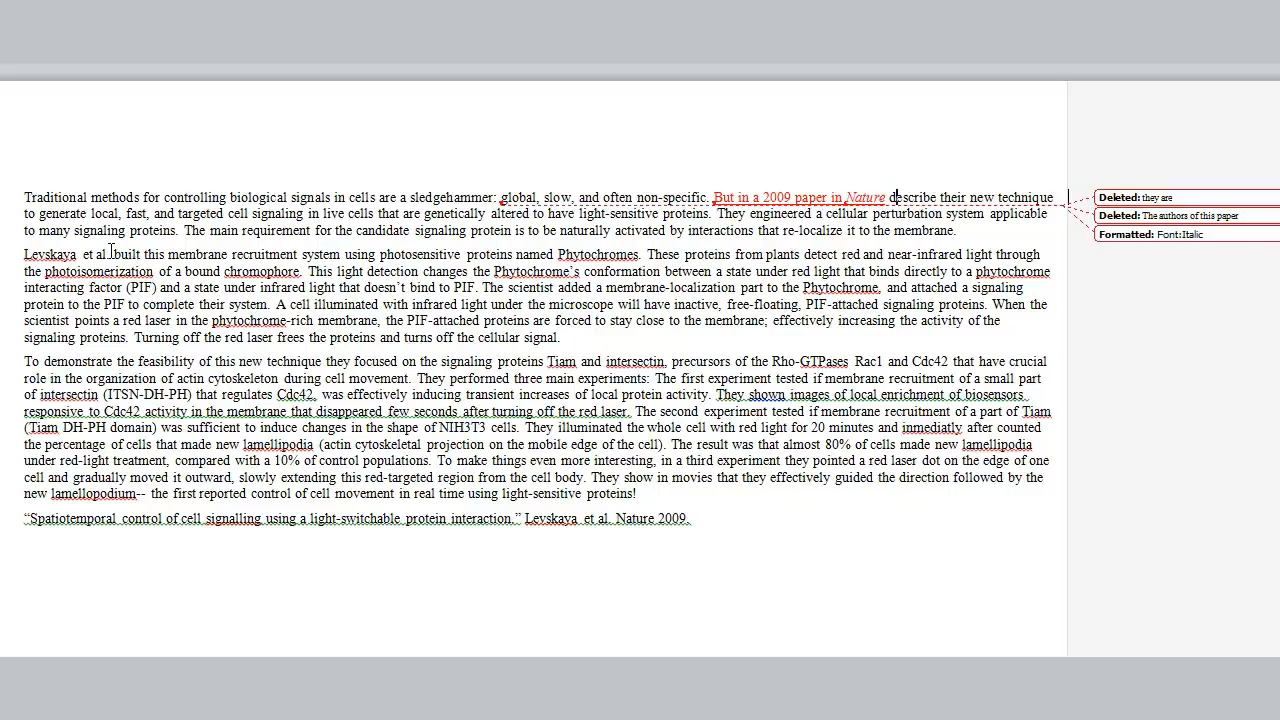 Traditional methods for controlling biological signals in cells are a sledgehammer: global, slow, and often non-specific. But in a 2009 paper in Nature describe their new technique
to generate local, fast, and targeted cell signaling in live cells that are genetically altered to have light-sensitive proteins. They engineered a cellular perturbation system applicable
to many signaling proteins. The main requirement for the candidate signaling protein is to be naturally activated by interactions that re-localize it to the membrane.
Levskaya et al. built this membrane recruitment system using photosensitive proteins named Phytochromes. These proteins from plants detect red and near-infrared light through
the photoisomerization of a bound chromophore. This light detection changes the Phytochrome's conformation between a state under red light that binds directly to a phytochrome
interacting factor (PIF) and a state under infrared light that doesn't bind to PIF. The scientist added a membrane-localization part to the Phytochrome, and attached a signaling
protein to the PIF to complete their system. A cell illuminated with infrared light under the microscope will have inactive, free-floating, PIF-attached signaling proteins. When the
scientist points a red laser in the phytochrome-rich membrane, the PIF-attached proteins are forced to stay close to the membrane; effectively increasing the activity of the
signaling proteins. Turning off the red laser frees the proteins and turns off the cellular signal.
To demonstrate the feasibility of this new technique they focused on the signaling proteins Tiam and intersectin, precursors of the Rho-GTPases Rac1 and Cdc42 that have crucial
role in the organization of actin cytoskeleton during cell movement. They performed three main experiments: The first experiment tested if membrane recruitment of a small part
of intersectin (ITSN-DH-PH) that regulates Cdc42, was effectively inducing transient increases of local protein activity. They shown images of local enrichment of biosensors
responsive to Cdc42 activity in the membrane that disappeared few seconds after turning off the red laser. The second experiment tested if membrane recruitment of a part of Tiam
(Tiam DH-PH domain) was sufficient to induce changes in the shape of NIH3T3 cells. They illuminated the whole cell with red light for 20 minutes and inmediatly after counted
the percentage of cells that made new lamellipodia (actin cytoskeletal projection on the mobile edge of the cell). The result was that almost 80% of cells made new lamellipodia
under red-light treatment, compared with a 10% of control populations. To make things even more interesting, in a third experiment they pointed a red laser dot on the edge of one
cell and gradually moved it outward, slowly extending this red-targeted region from the cell body. They show in movies that they effectively guided the direction followed by the
new lamellopodium-- the first reported control of cell movement in real time using light-sensitive proteins!
“Spatiotemporal control of cell signalling using a light-switchable protein interaction.” Levskaya et al. Nature 2009.
Deleted: they are
Deleted: The authors of this paper
Formatted: Font:Italic